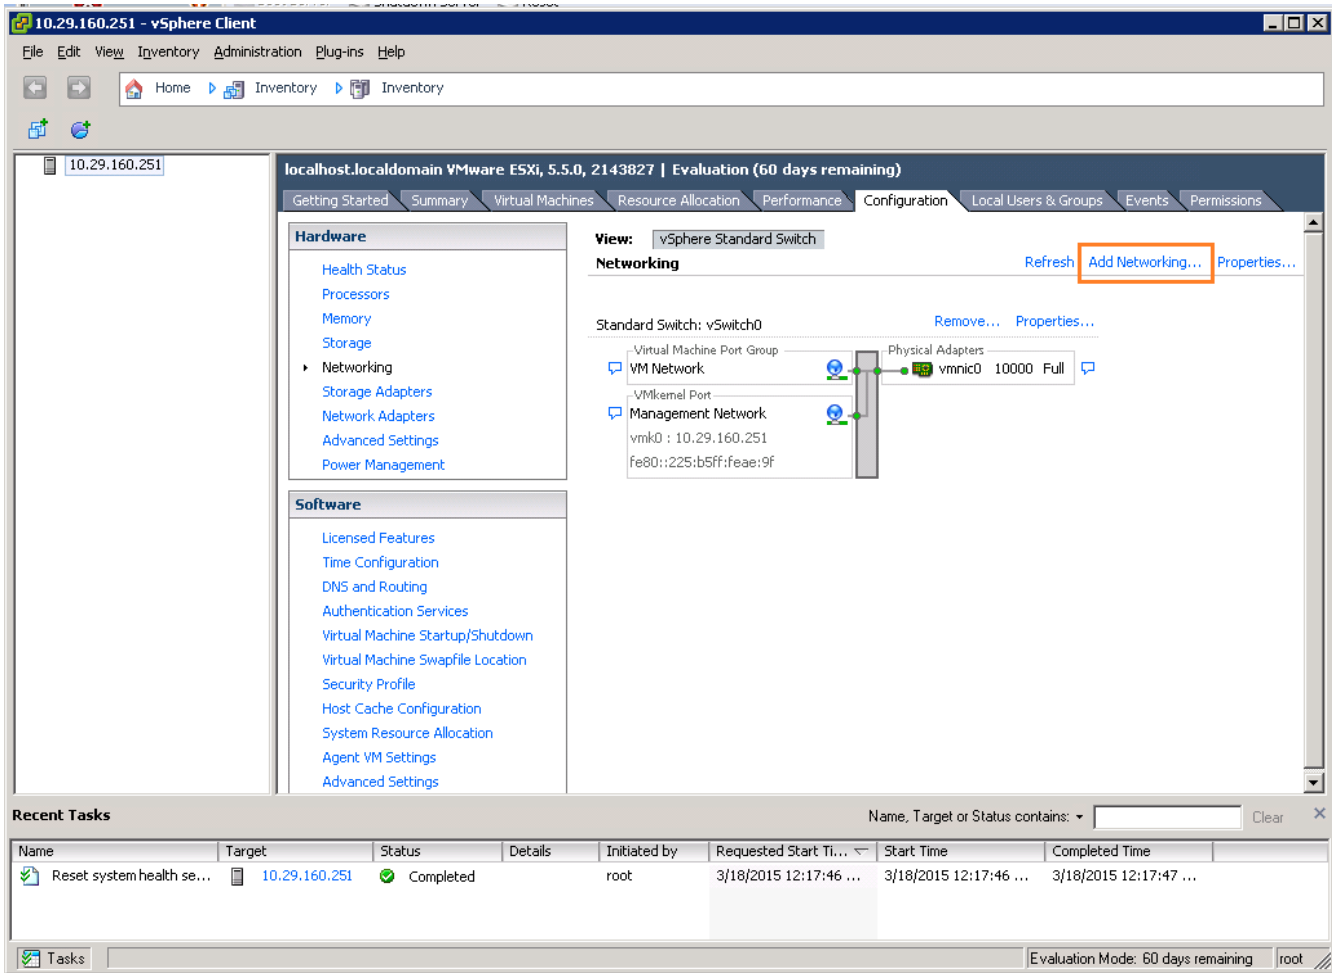 10.29.160.251 - vSphere Client
File Edit View Inventory Administration Plug-ins Help
Home Inventory Inventory
10.29.160.251
localhost.localdomain VMware ESXi, 5.5.0, 2143827 | Evaluation (60 days remaining)
Getting Started Summary Virtual Machines Resource Allocation Performance Configuration Local Users & Groups Events Permissions
Hardware
Health Status
Processors
Memory
Storage
Networking
Storage Adapters
Network Adapters
Advanced Settings
Power Management
Software
Licensed Features
Time Configuration
DNS and Routing
Authentication Services
Virtual Machine Startup/Shutdown
Virtual Machine Swapfile Location
Security Profile
Host Cache Configuration
System Resource Allocation
Agent VM Settings
Advanced Settings
View: vSphere Standard Switch
Networking Refresh Add Networking... Properties...
Standard Switch: vSwitch0 Remove... Properties...
Virtual Machine Port Group Physical Adapters
VM Network vmnic0 10000 Full
VMkernel Port
Management Network
vmk0 : 10.29.160.251
fe80::225:b5ff:feae:9f
Recent Tasks Name, Target or Status contains: Clear
Name Target Status Details Initiated by Requested Start Ti... Start Time Completed Time
Reset system health se... 10.29.160.251 Completed root 3/18/2015 12:17:46 ... 3/18/2015 12:17:46 ... 3/18/2015 12:17:47 ...
Tasks Evaluation Mode: 60 days remaining root